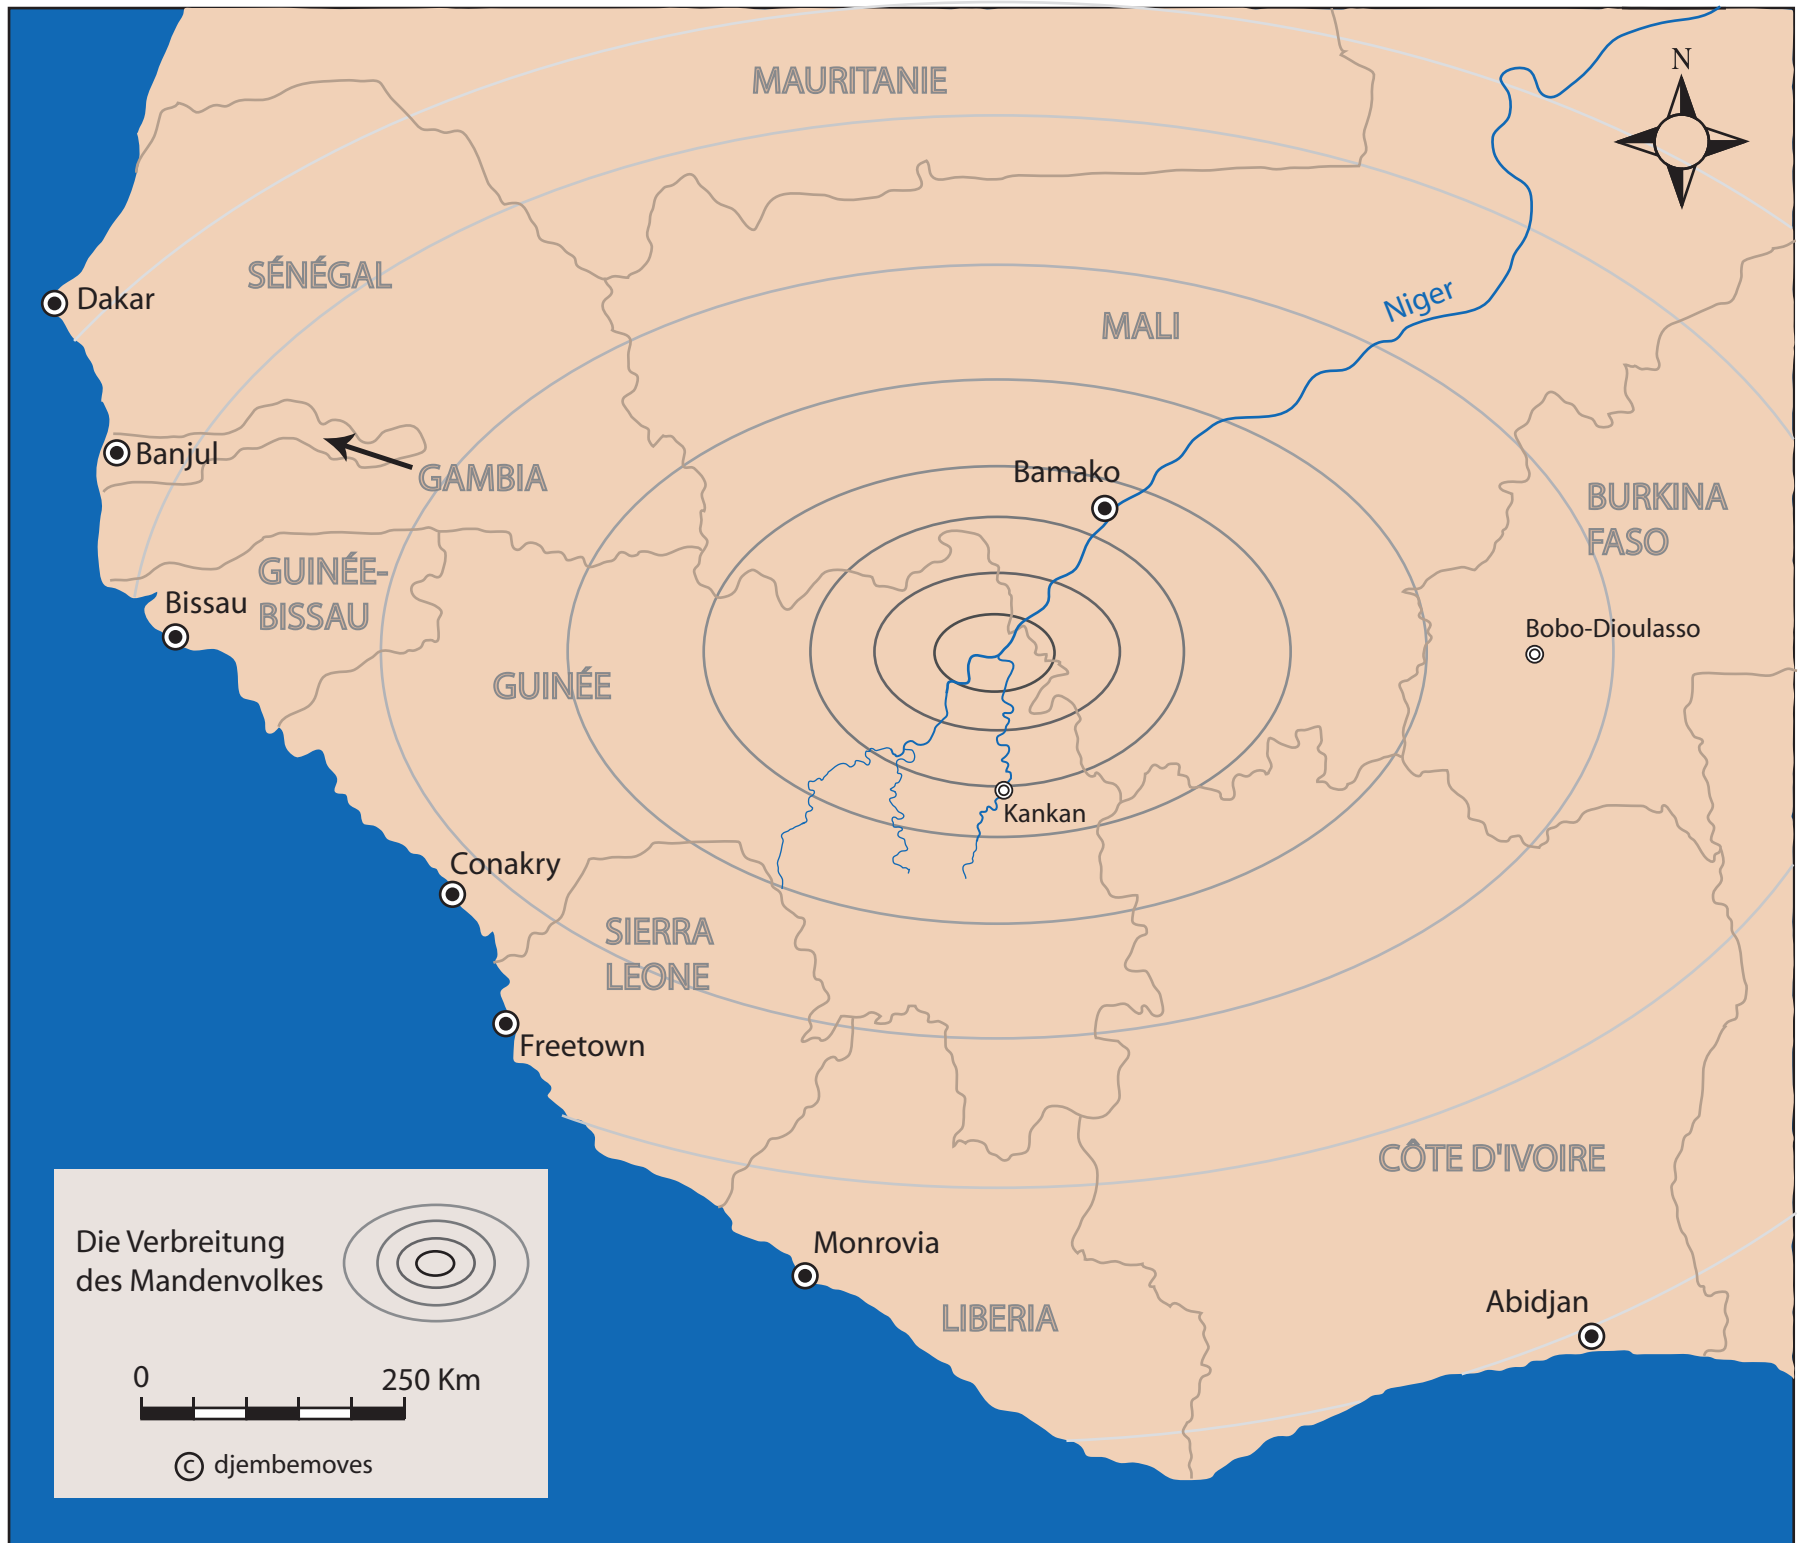 MAURITANIE
N
SÉNÉGAL
Dakar
Niger
MALI
Banjul
GAMBIA
Bamako
BURKINA
FASO
GUINÉE-
BISSAU
Bissau
Bobo-Dioulasso
GUINÉE
Kankan
Conakry
SIERRA
LEONE
Freetown
CÔTE D'IVOIRE
Monrovia
LIBERIA
Abidjan
Die Verbreitung
des Mandenvolkes
0 250 Km
© djembemoves